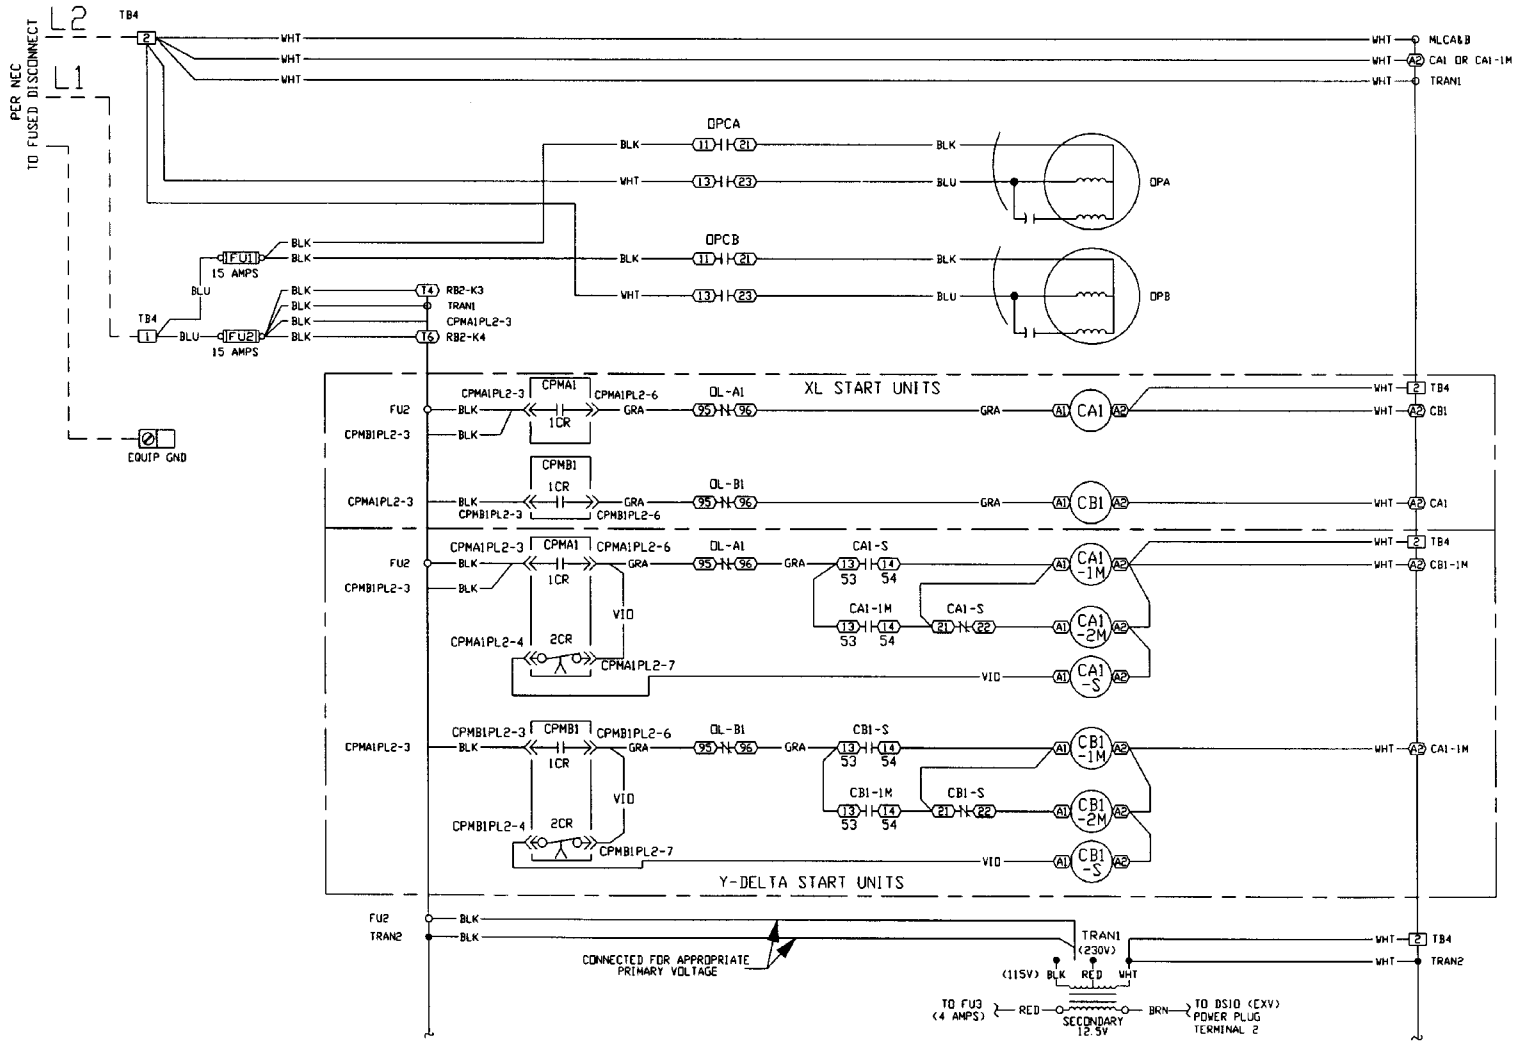 L2 TB4
2 WHT WHT MLCA&B
WHT WHT A2 CA1 OR CA1-1M
WHT WHT TRAN1
L1
PER NEC
TO FUSED DISCONNECT
OPCA
BLK 11 21 BLK
WHT 13 23 BLU OPA
OPCB
BLK
FU1 BLK BLK 11 21 BLK
15 AMPS
BLU
BLK T4 RB2-K3 WHT 13 23 BLU OPB
BLK TRAN1
TB4 BLK CPMA1PL2-3
1 BLU FU2 BLK T6 RB2-K4
15 AMPS
EQUIP GND
XL START UNITS
WHT 2 TB4
CPMA1PL2-3 CPMA1 CPMA1PL2-6 OL-A1
FU2 BLK 1CR GRA 95 96 GRA A1 CA1 A2 WHT A2 CB1
CPMB1PL2-3 BLK
CPMB1 OL-B1
CPMA1PL2-3 BLK 1CR GRA 95 96 GRA A1 CB1 A2 WHT A2 CA1
CPMB1PL2-3 CPMB1PL2-6
WHT 2 TB4
CPMA1PL2-3 CPMA1 CPMA1PL2-6 OL-A1 CA1-S
FU2 BLK 1CR GRA 95 96 GRA 13 14 A1 CA1 -1M A2 WHT A2 CB1-1M
53 54
CPMB1PL2-3 BLK
VIO CA1-1M CA1-S
13 14 21 22 A1 CA1 -2M A2
53 54
CPMA1PL2-4 2CR CPMA1PL2-7
VIO A1 CA1 -S A2
CPMB1PL2-3 CPMB1 CPMB1PL2-6 OL-B1 CB1-S
CPMA1PL2-3 BLK 1CR GRA 95 96 GRA 13 14 A1 CB1 -1M A2 WHT A2 CA1-1M
53 54
VIO CB1-1M CB1-S
13 14 21 22 A1 CB1 -2M A2
53 54
CPMB1PL2-4 2CR CPMB1PL2-7
VIO A1 CB1 -S A2
Y-DELTA START UNITS
FU2 BLK
TRAN2 BLK TRAN1 WHT 2 TB4
(230V)
CONNECTED FOR APPROPRIATE
PRIMARY VOLTAGE
WHT TRAN2
(115V) BLK RED WHT
TO FU3
(4 AMPS) RED BRN TO DSIO (EXV)
POWER PLUG
TERMINAL 2
SECONDARY
12.5V